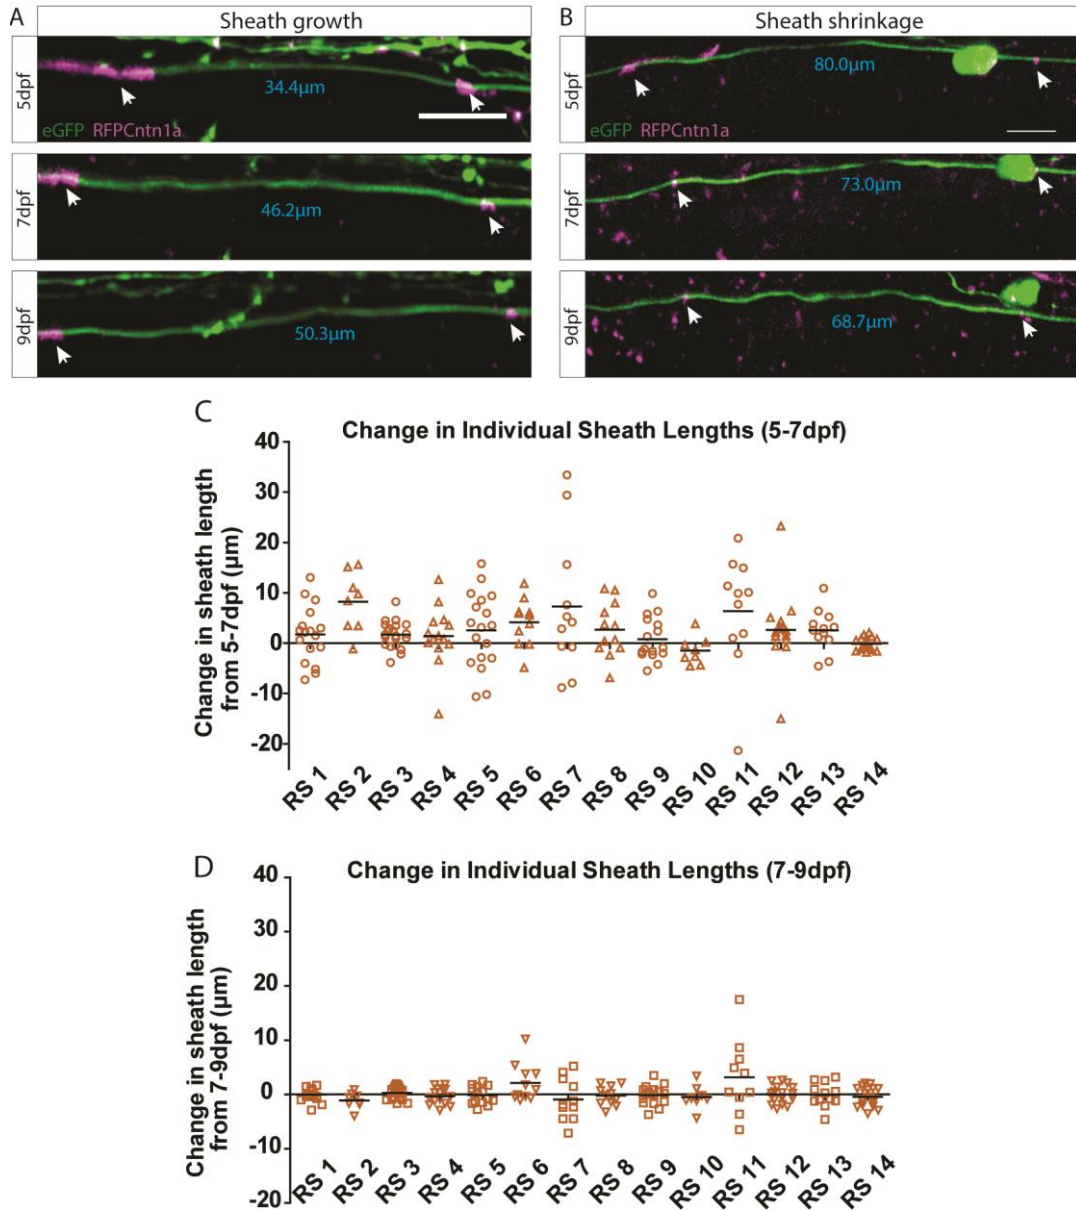 A Sheath growth
5dpf
34.4µm
eGFP RFPCntn1a
7dpf
46.2µm
9dpf
50.3µm
B Sheath shrinkage
5dpf
80.0µm
eGFP RFPCntn1a
7dpf
73.0µm
9dpf
68.7µm
C
Change in Individual Sheath Lengths (5-7dpf)
Change in sheath length
from 5-7dpf (µm)
40
30
20
10
0
-10
-20
RS 1 RS 2 RS 3 RS 4 RS 5 RS 6 RS 7 RS 8 RS 9 RS 10 RS 11 RS 12 RS 13 RS 14
D
Change in Individual Sheath Lengths (7-9dpf)
Change in sheath length
from 7-9dpf (µm)
40
30
20
10
0
-10
-20
RS 1 RS 2 RS 3 RS 4 RS 5 RS 6 RS 7 RS 8 RS 9 RS 10 RS 11 RS 12 RS 13 RS 14